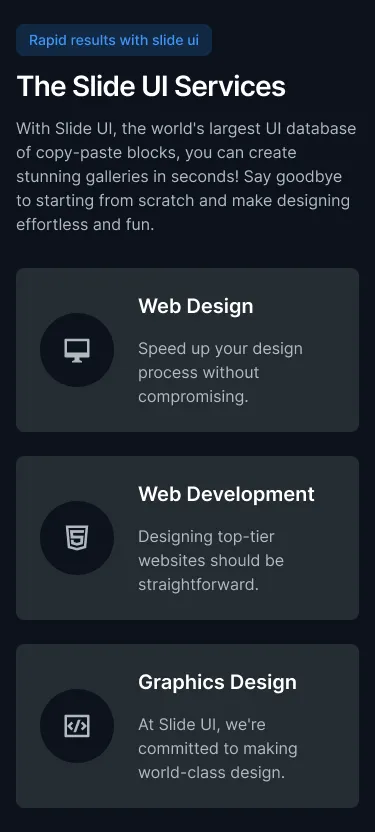 Rapid results with slide ui
The Slide UI Services
With Slide UI, the world's largest UI database
of copy-paste blocks, you can create
stunning galleries in seconds! Say goodbye
to starting from scratch and make designing
effortless and fun.
Web Design
Speed up your design
process without
compromising.
Web Development
Designing top-tier
websites should be
straightforward.
Graphics Design
At Slide UI, we're
committed to making
world-class design.